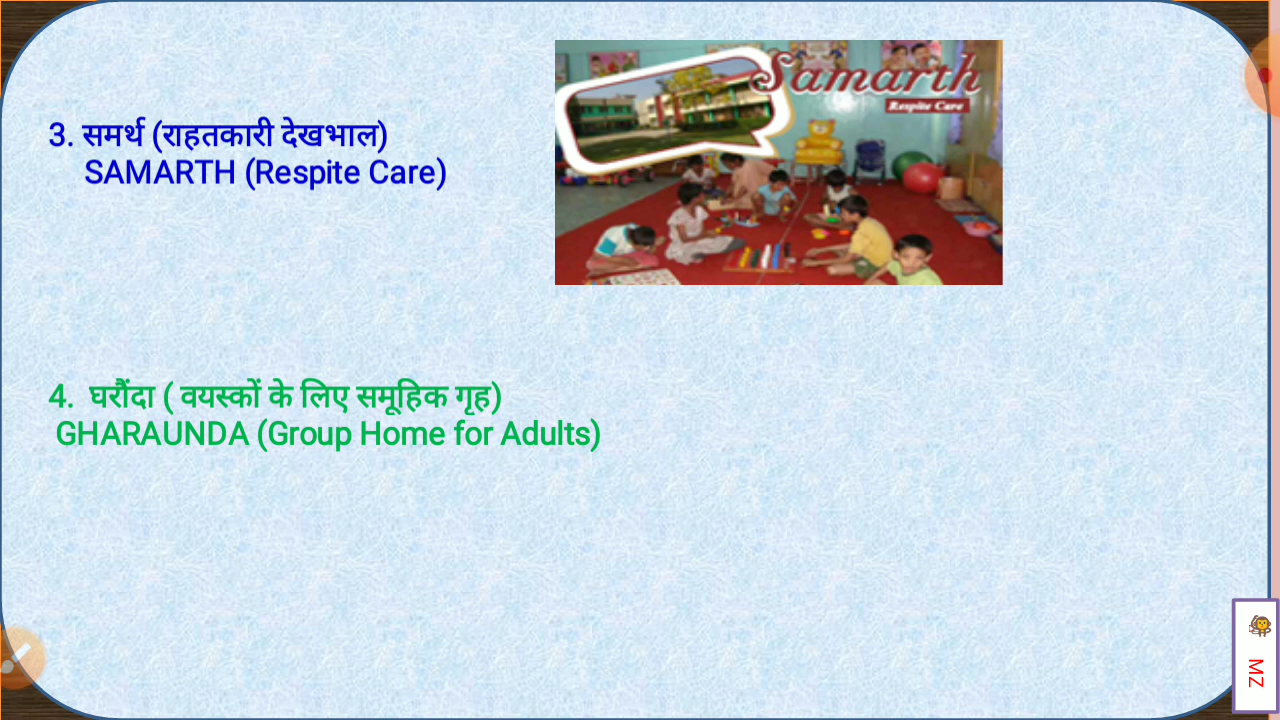 Samarth
Respite Care
3. समर्थ (राहतकारी देखभाल)
SAMARTH (Respite Care)
4. घरौंदा ( वयस्कों के लिए समूहिक गृह)
GHARAUNDA (Group Home for Adults)
MZ